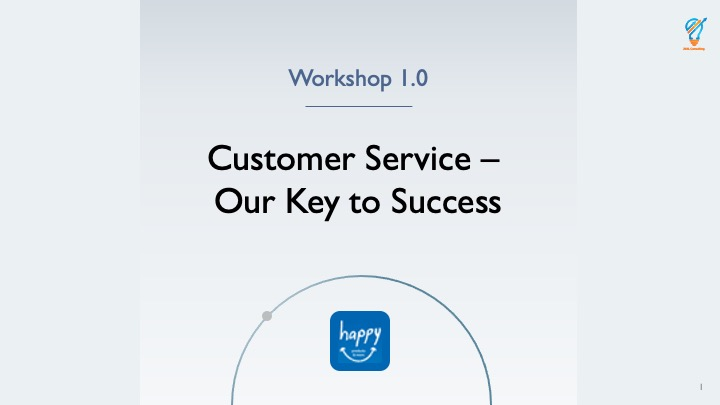 Workshop 1.0
Customer Service –
Our Key to Success
happy
1